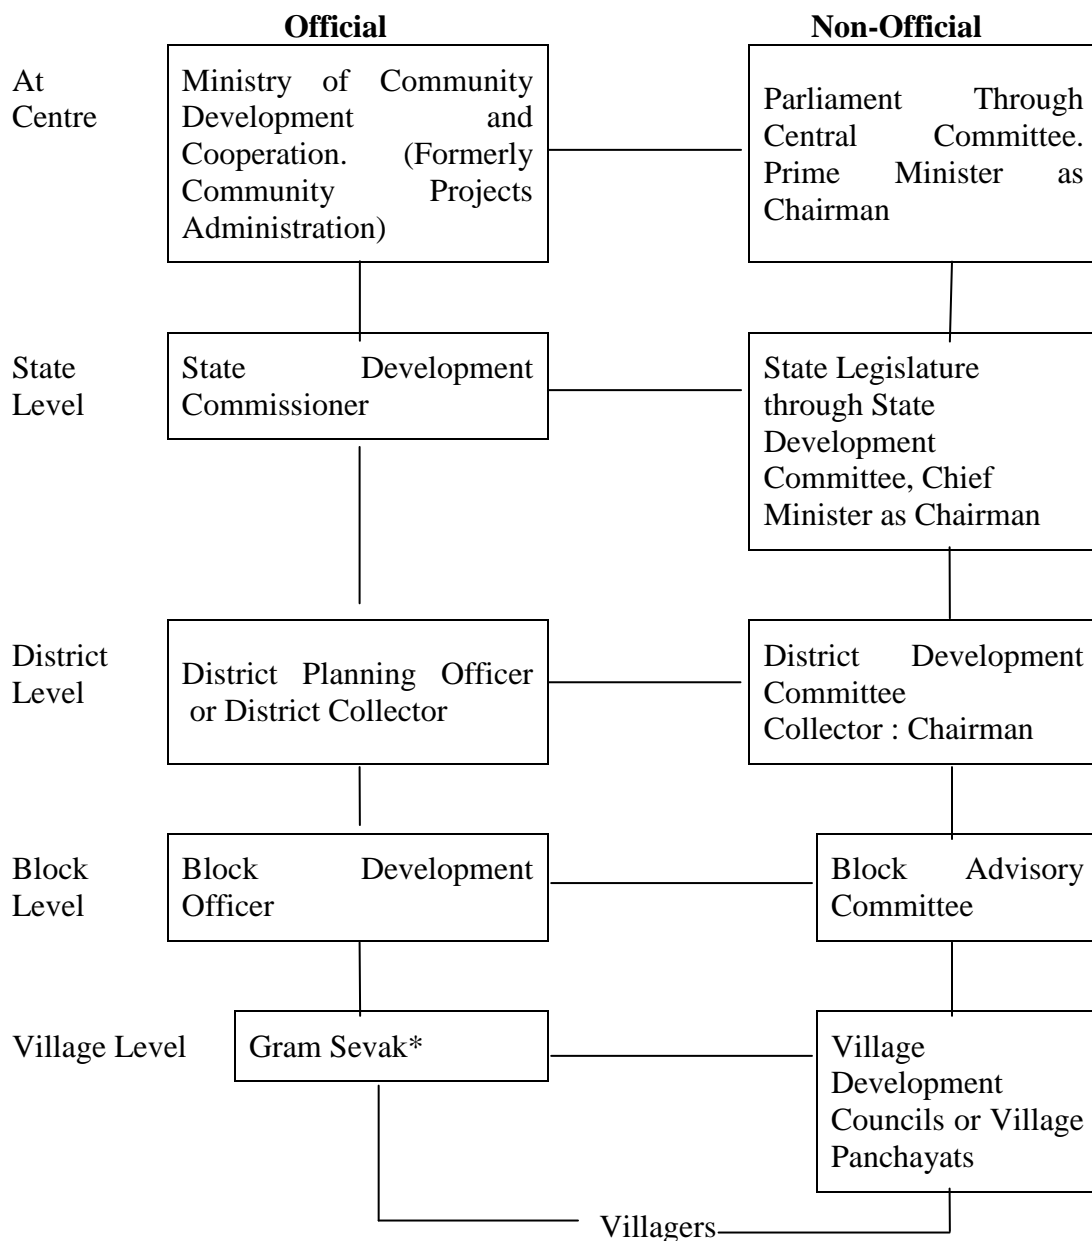 Official
Non-Official
At
Centre
Ministry of Community
Development and
Cooperation. (Formerly
Community Projects
Administration)
Parliament Through
Central Committee.
Prime Minister as
Chairman
State
Level
State Development
Commissioner
State Legislature
through State
Development
Committee, Chief
Minister as Chairman
District
Level
District Planning Officer
or District Collector
District Development
Committee
Collector : Chairman
Block
Level
Block Development
Officer
Block Advisory
Committee
Village Level
Gram Sevak*
Village
Development
Councils or Village
Panchayats
Villagers